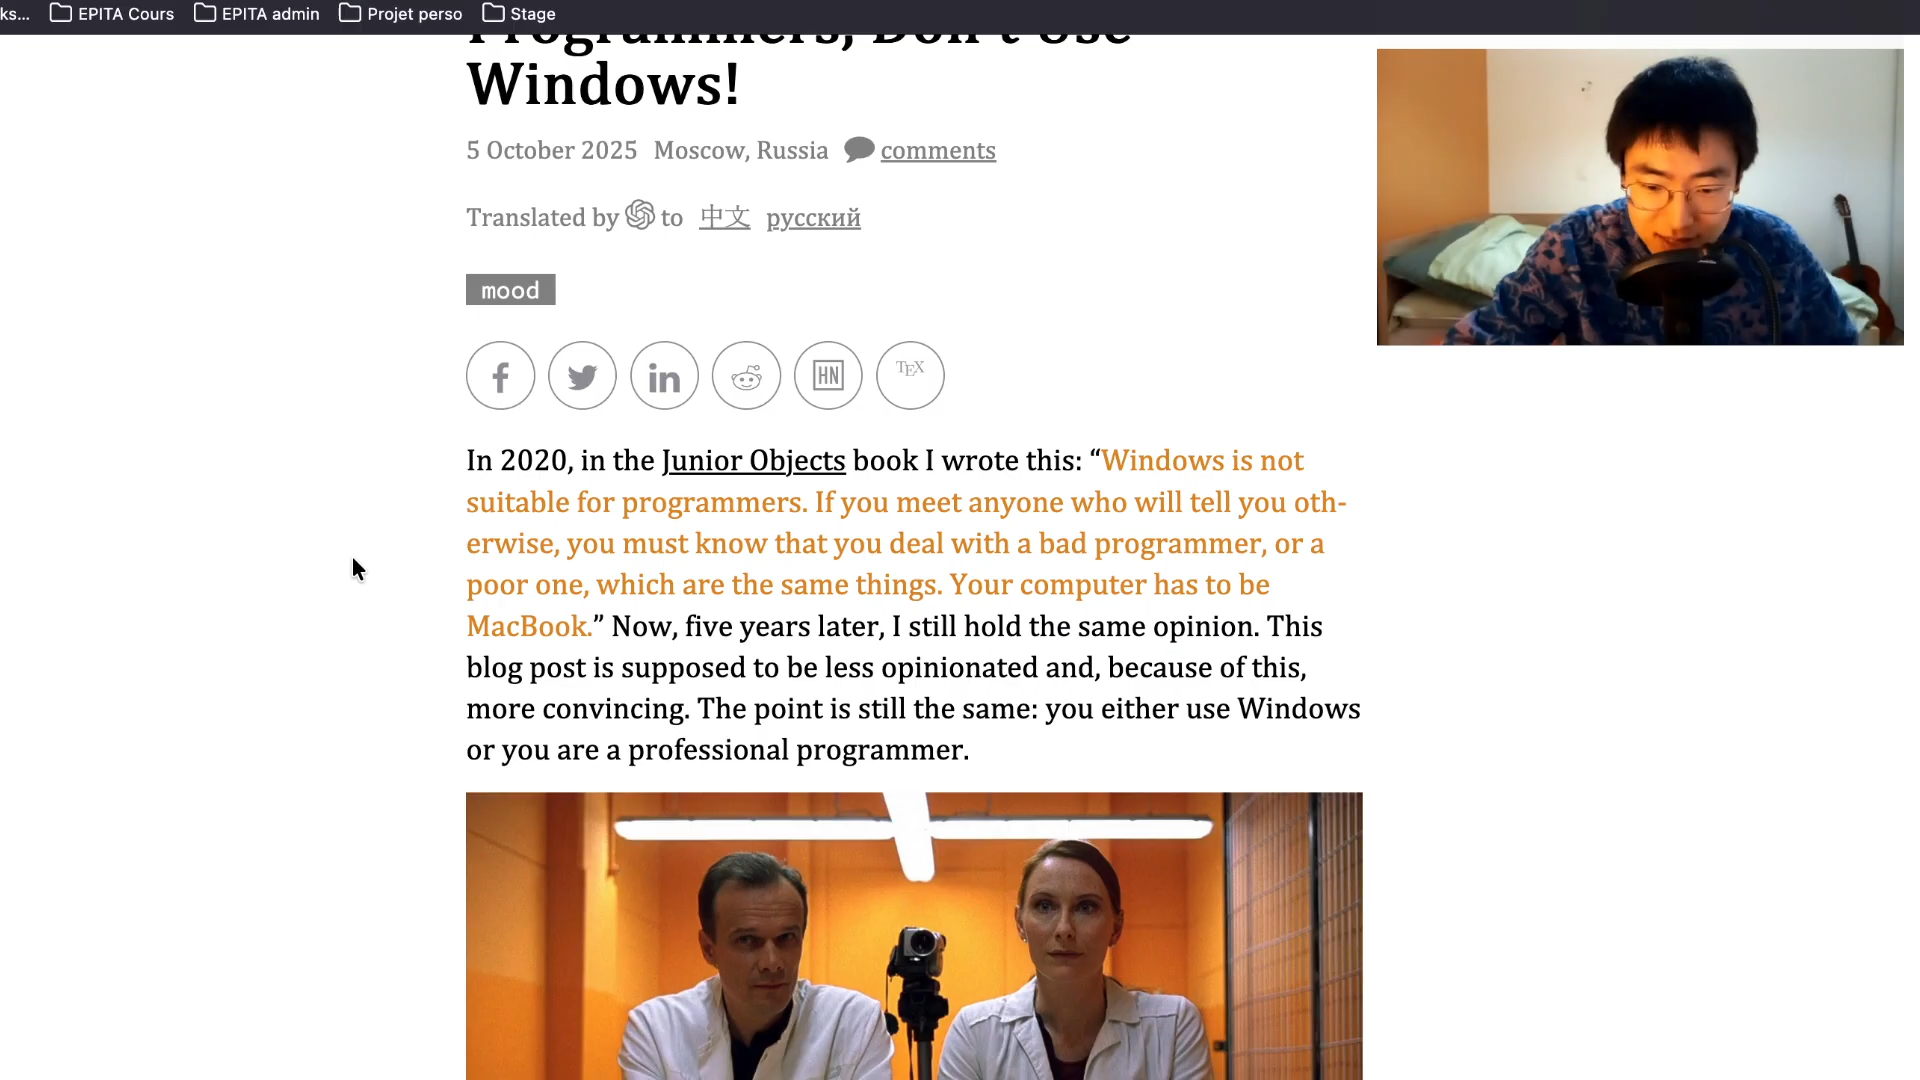 ks...
EPITA Cours
EPITA admin
Projet perso
Stage
Programmers, Don't Use
Windows!
5 October 2025 Moscow, Russia comments
Translated by to 中文 русский
mood
HN
TEX
In 2020, in the Junior Objects book I wrote this: “Windows is not
suitable for programmers. If you meet anyone who will tell you oth-
erwise, you must know that you deal with a bad programmer, or a
poor one, which are the same things. Your computer has to be
MacBook.” Now, five years later, I still hold the same opinion. This
blog post is supposed to be less opinionated and, because of this,
more convincing. The point is still the same: you either use Windows
or you are a professional programmer.